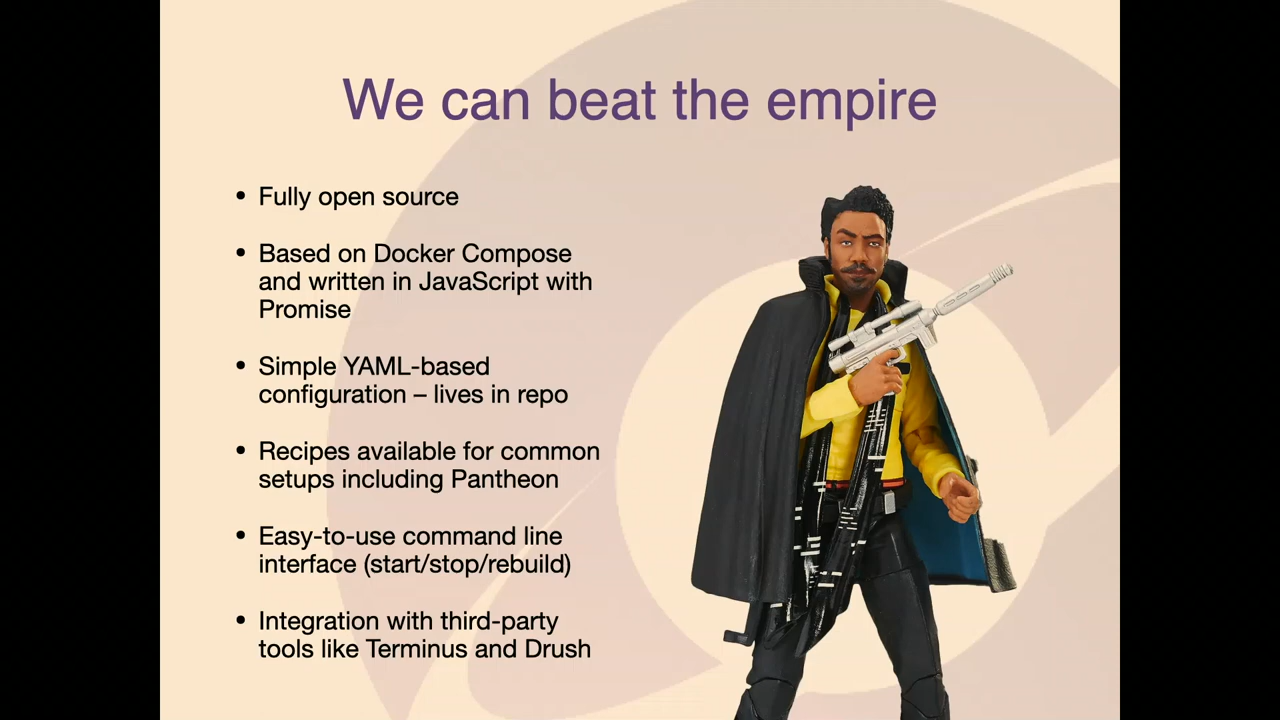 We can beat the empire
• Fully open source
• Based on Docker Compose
and written in JavaScript with
Promise
• Simple YAML-based
configuration – lives in repo
• Recipes available for common
setups including Pantheon
• Easy-to-use command line
interface (start/stop/rebuild)
• Integration with third-party
tools like Terminus and Drush